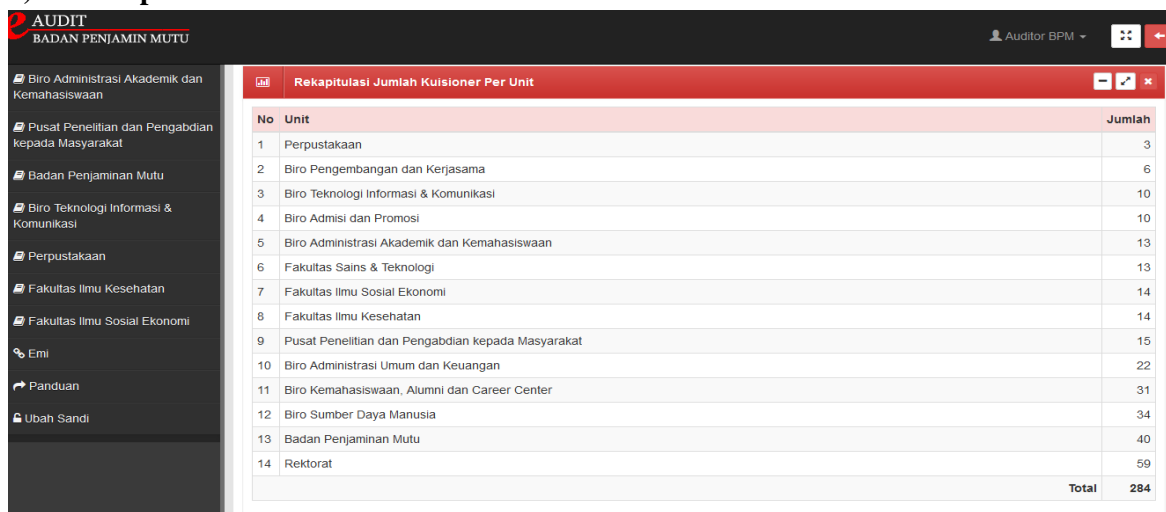 e AUDIT
BADAN PENJAMIN MUTU
Auditor BPM
Biro Administrasi Akademik dan
Kemahasiswaan
Pusat Penelitian dan Pengabdian
kepada Masyarakat
Badan Penjaminan Mutu
Biro Teknologi Informasi &
Komunikasi
Perpustakaan
Fakultas Ilmu Kesehatan
Fakultas Ilmu Sosial Ekonomi
Emi
Panduan
Ubah Sandi
Rekapitulasi Jumlah Kuisioner Per Unit
No Unit Jumlah
1 Perpustakaan 3
2 Biro Pengembangan dan Kerjasama 6
3 Biro Teknologi Informasi & Komunikasi 10
4 Biro Admisi dan Promosi 10
5 Biro Administrasi Akademik dan Kemahasiswaan 13
6 Fakultas Sains & Teknologi 13
7 Fakultas Ilmu Sosial Ekonomi 14
8 Fakultas Ilmu Kesehatan 14
9 Pusat Penelitian dan Pengabdian kepada Masyarakat 15
10 Biro Administrasi Umum dan Keuangan 22
11 Biro Kemahasiswaan, Alumni dan Career Center 31
12 Biro Sumber Daya Manusia 34
13 Badan Penjaminan Mutu 40
14 Rektorat 59
Total 284